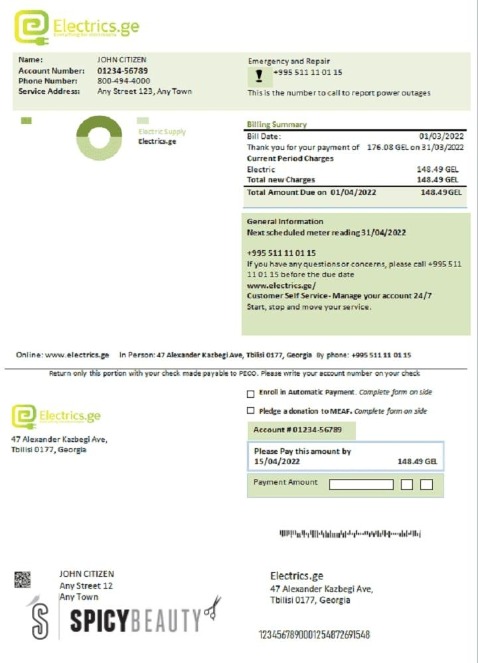 Electrics.ge
Name: JOHN CITIZEN
Account Number: 01234-56789
Phone Number: 800-494-4000
Service Address: Any Street 123, Any Town
Emergency and Repair
+995 511 11 01 15
This is the number to call to report power outages
Electric Supply
Electrics.ge
Billing Summary
Bill Date: 01/03/2022
Thank you for your payment of 176.08 GEL on 31/03/2022
Current Period Charges
Electric 148.49 GEL
Total new Charges 148.49 GEL
Total Amount Due on 01/04/2022 148.49 GEL
General Information
Next scheduled meter reading 31/04/2022
+995 511 11 01 15
If you have any questions or concerns, please call +995 511
11 01 15 before the due date
www.electrics.ge/
Customer Self Service- Manage your account 24/7
Start, stop and move your service.
Online: www.electrics.ge In Person: 47 Alexander Kazbegi Ave, Tbilisi 0177, Georgia By phone: +995 511 11 01 15
Return only this portion with your check made payable to PECO. Please write your account number on your check
Enroll in Automatic Payment. Complete form on side
Pledge a donation to MEAF. Complete form on side
Electrics.ge
47 Alexander Kazbegi Ave,
Tbilisi 0177, Georgia
Account # 01234-56789
Please Pay this amount by
15/04/2022 148.49 GEL
Payment Amount
JOHN CITIZEN
Any Street 12
Any Town
SPICYBEAUTY
Electrics.ge
47 Alexander Kazbegi Ave,
Tbilisi 0177, Georgia
1234567890001254872691548